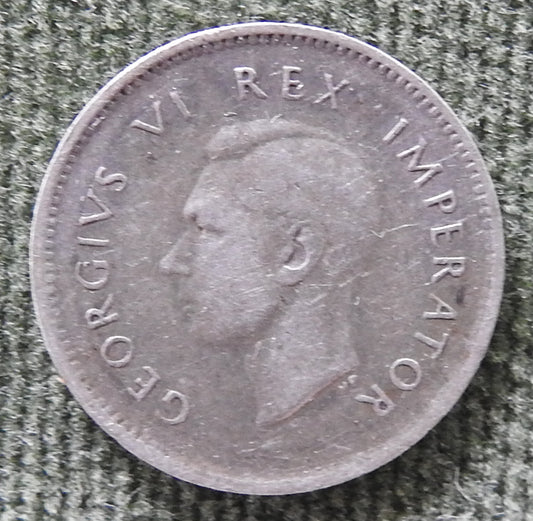 GEORGIVS VI REX IMPERATOR